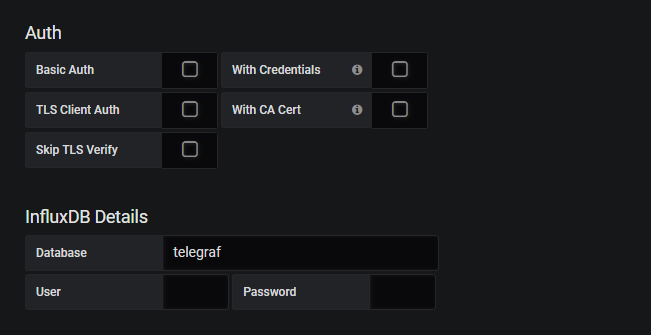 Auth
Basic Auth With Credentials
TLS Client Auth With CA Cert
Skip TLS Verify
InfluxDB Details
Database telegraf
User Password